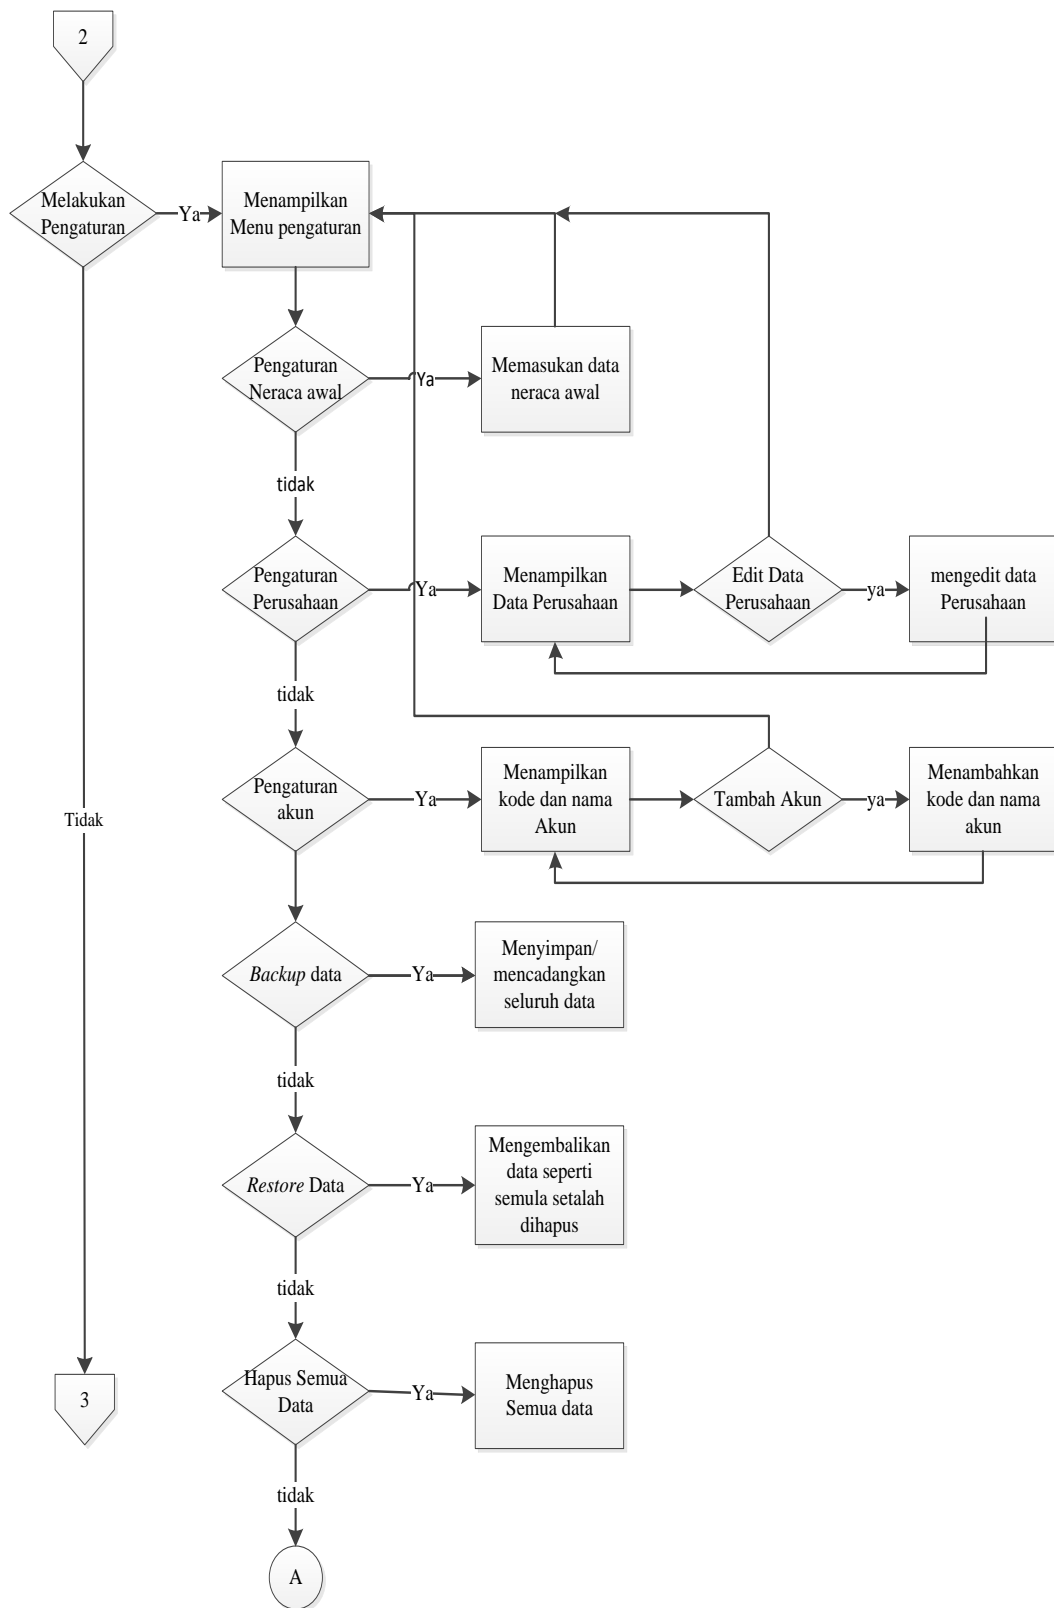 2
Melakukan
Pengaturan
Ya
Menampilkan
Menu pengaturan
Pengaturan
Neraca awal
Ya
Memasukan data
neraca awal
tidak
Pengaturan
Perusahaan
Ya
Menampilkan
Data Perusahaan
Edit Data
Perusahaan
ya
mengedit data
Perusahaan
tidak
Pengaturan
akun
Ya
Menampilkan
kode dan nama
Akun
Tambah Akun
ya
Menambahkan
kode dan nama
akun
Tidak
Backup data
Ya
Menyimpan/
mencadangkan
seluruh data
tidak
Restore Data
Ya
Mengembalikan
data seperti
semula setalah
dihapus
tidak
Hapus Semua
Data
Ya
Menghapus
Semua data
3
tidak
A